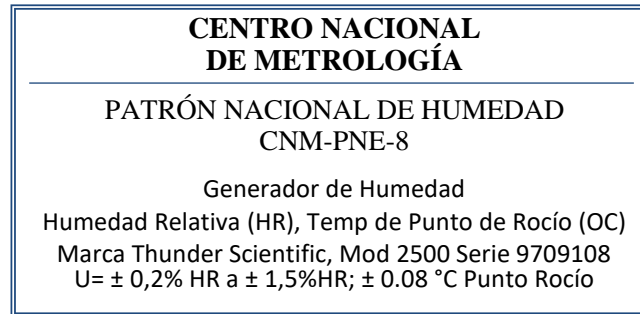 CENTRO NACIONAL
DE METROLOGÍA
PATRÓN NACIONAL DE HUMEDAD
CNM-PNE-8
Generador de Humedad
Humedad Relativa (HR), Temp de Punto de Rocío (OC)
Marca Thunder Scientific, Mod 2500 Serie 9709108
U= ± 0,2% HR a ± 1,5%HR; ± 0.08 °C Punto Rocío